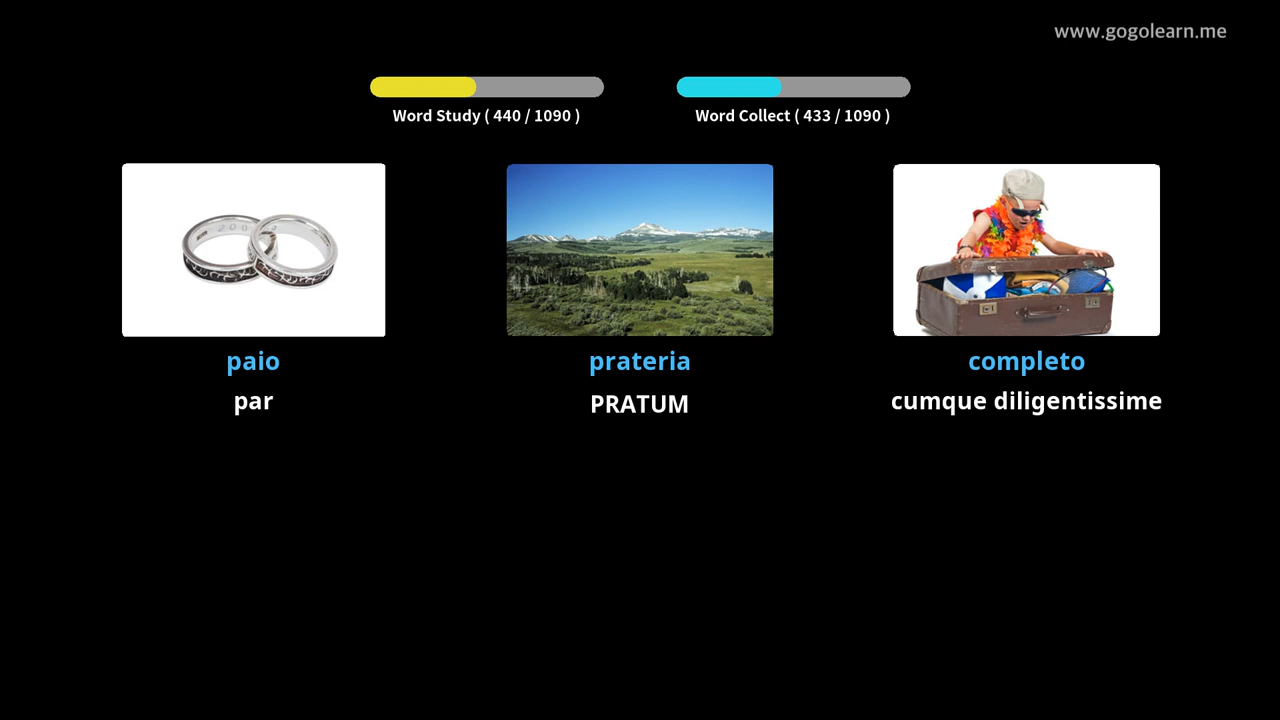 www.gogolearn.me
Word Study ( 440 / 1090 )
Word Collect ( 433 / 1090 )
paio
par
prateria
PRATUM
completo
cumque diligentissime